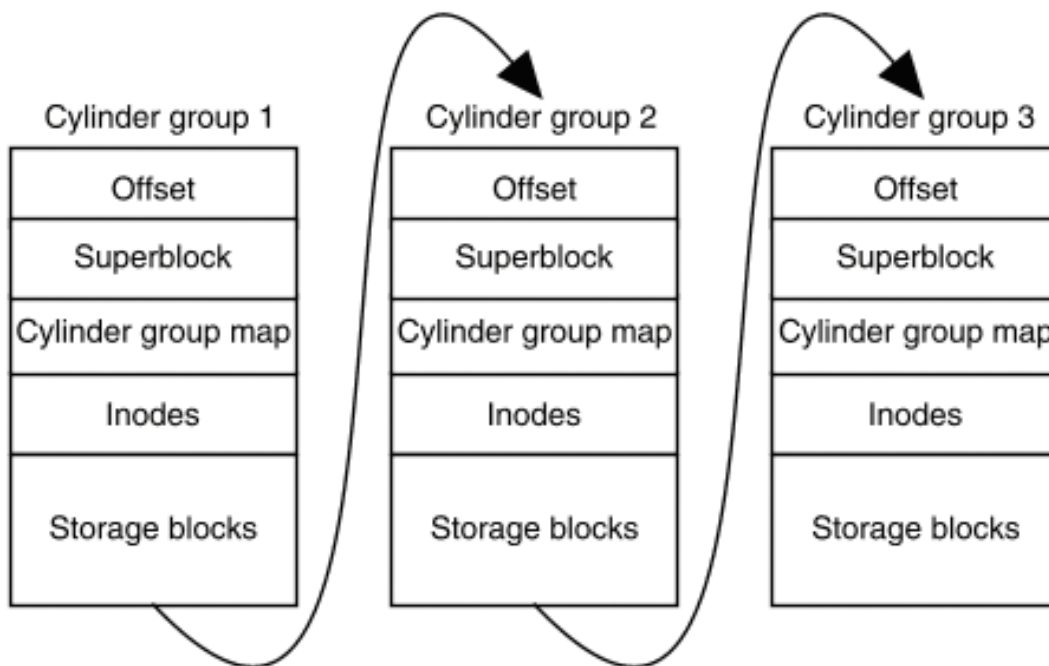 Cylinder group 1
Offset
Superblock
Cylinder group map
Inodes
Storage blocks
Cylinder group 2
Offset
Superblock
Cylinder group map
Inodes
Storage blocks
Cylinder group 3
Offset
Superblock
Cylinder group map
Inodes
Storage blocks